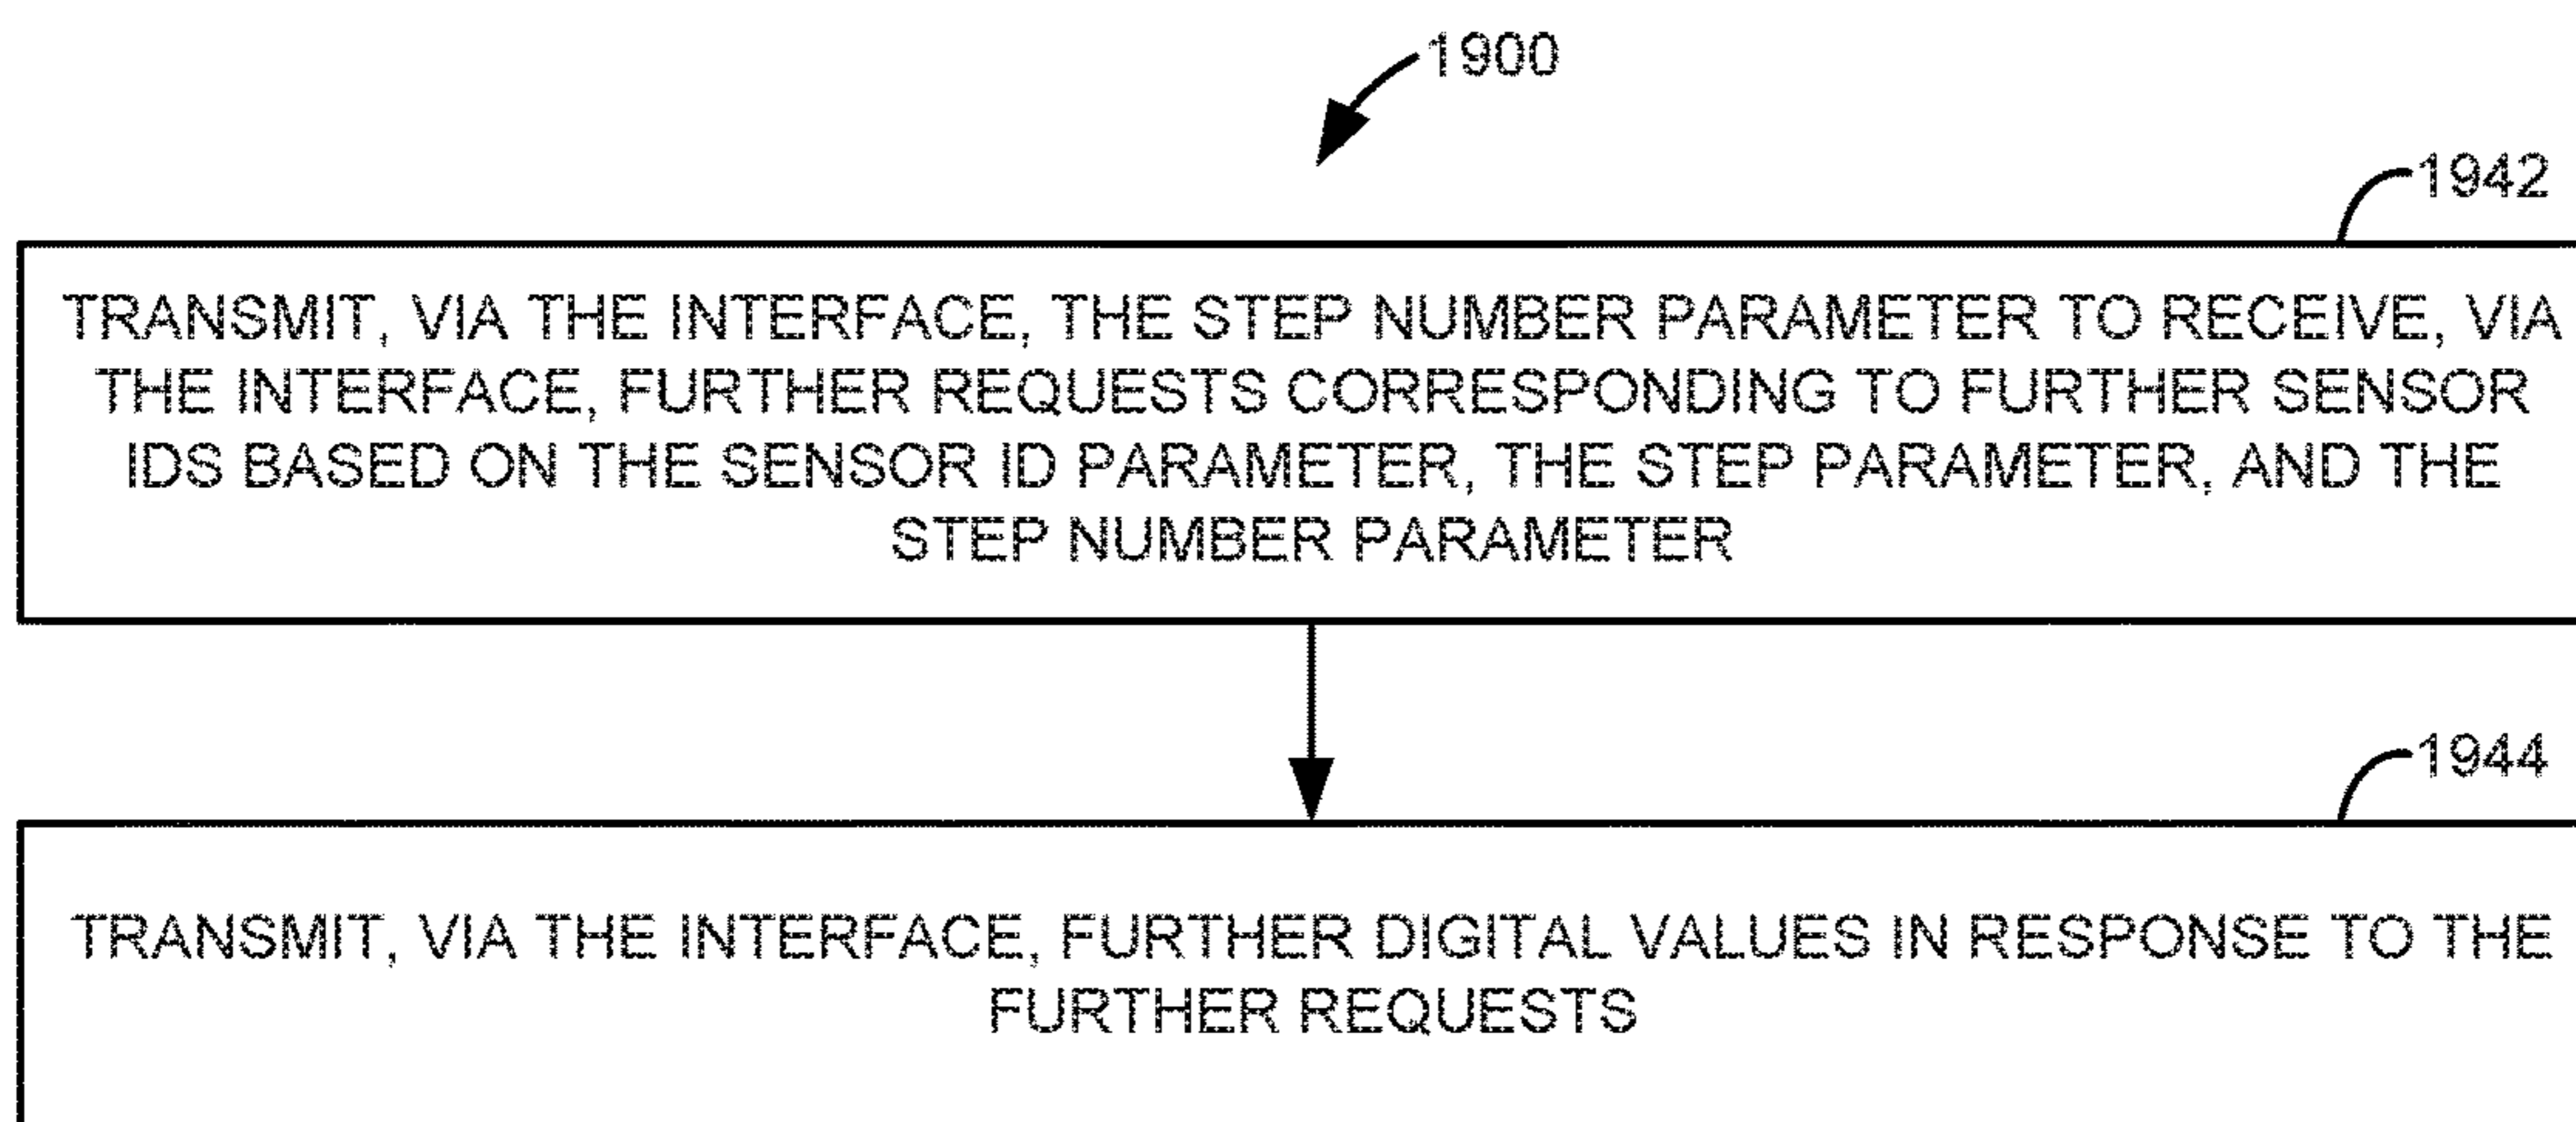 1900
1942
TRANSMIT, VIA THE INTERFACE, THE STEP NUMBER PARAMETER TO RECEIVE, VIA
THE INTERFACE, FURTHER REQUESTS CORRESPONDING TO FURTHER SENSOR
IDS BASED ON THE SENSOR ID PARAMETER, THE STEP PARAMETER, AND THE
STEP NUMBER PARAMETER
1944
TRANSMIT, VIA THE INTERFACE, FURTHER DIGITAL VALUES IN RESPONSE TO THE
FURTHER REQUESTS